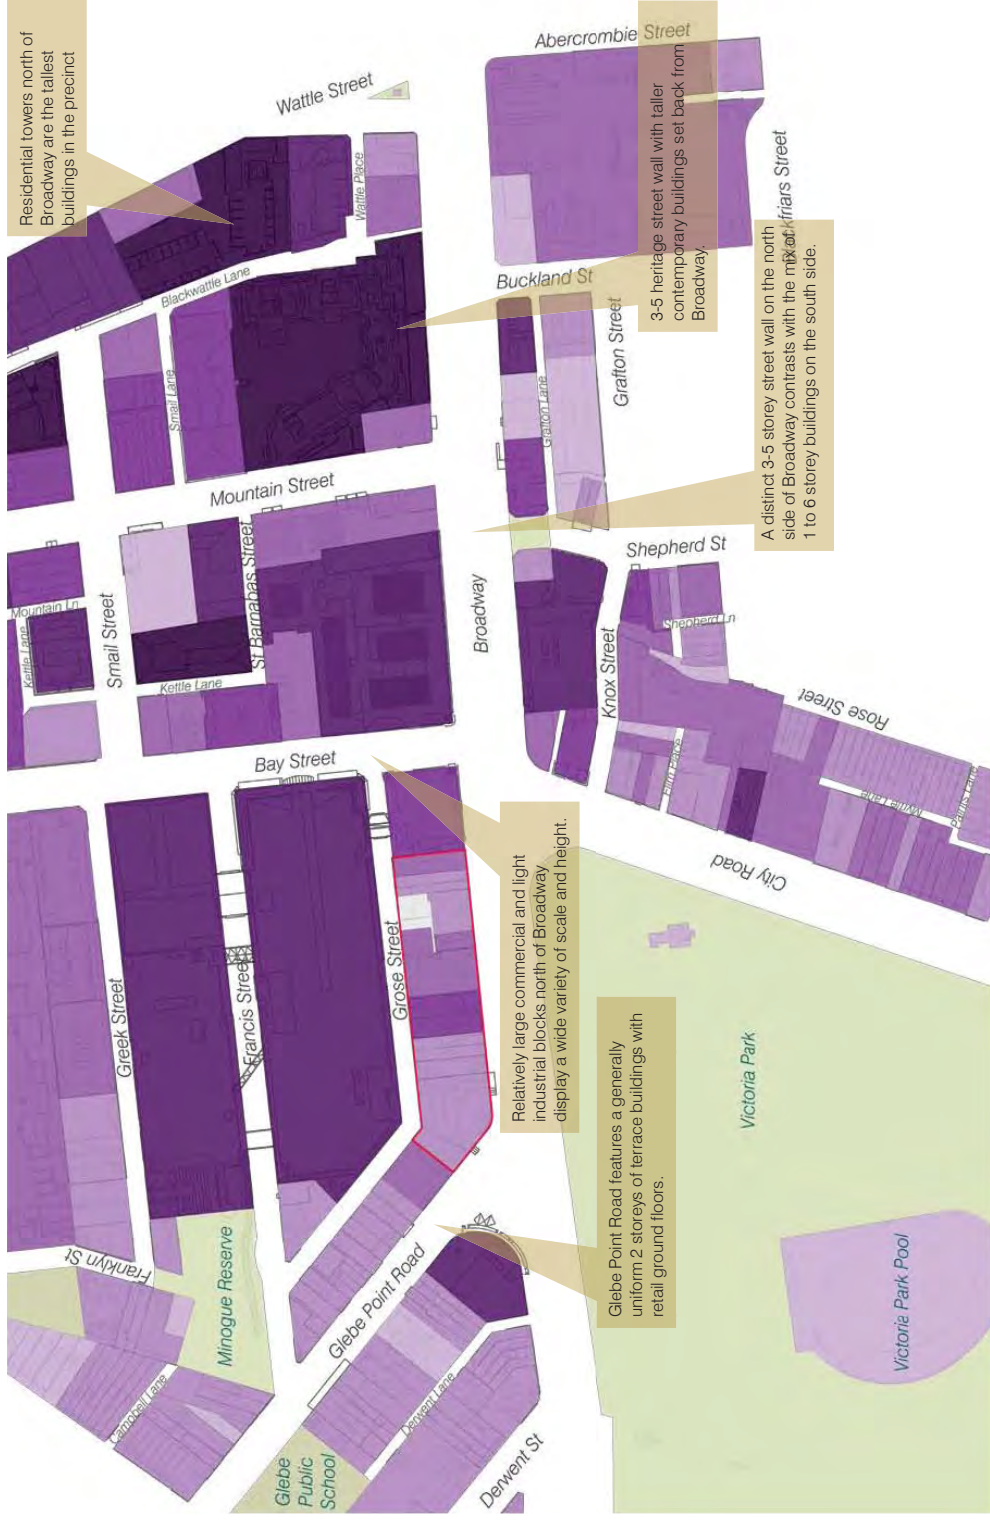 Residential towers north of
Broadway are the tallest
buildings in the precinct
Wattle Street
Abercrombie Street
Wattle Place
Blackwattle Lane
3-5 heritage street wall with taller
contemporary buildings set back from
Broadway.
Blackfriars Street
Buckland St
Small Lane
Grafton Lane
Grafton Street
A distinct 3-5 storey street wall on the north
side of Broadway contrasts with the mix of
1 to 6 storey buildings on the south side.
Mountain Street
St Barnabas Street
Mountain Ln
Kettle Lane
Small Street
Kettle Lane
Broadway
Shepherd St
Shepherd Ln
Knox Street
Rose Street
Elim Place
Myrtle Lane
Paints Lane
City Road
Bay Street
Grose Street
Francis Street
Greek Street
Relatively large commercial and light
industrial blocks north of Broadway
display a wide variety of scale and height.
Glebe Point Road features a generally
uniform 2 storeys of terrace buildings with
retail ground floors.
Victoria Park
Victoria Park Pool
Franklyn St
Minogue Reserve
Glebe Point Road
Campbell Lane
Derwent Lane
Glebe
Public
School
Derwent St